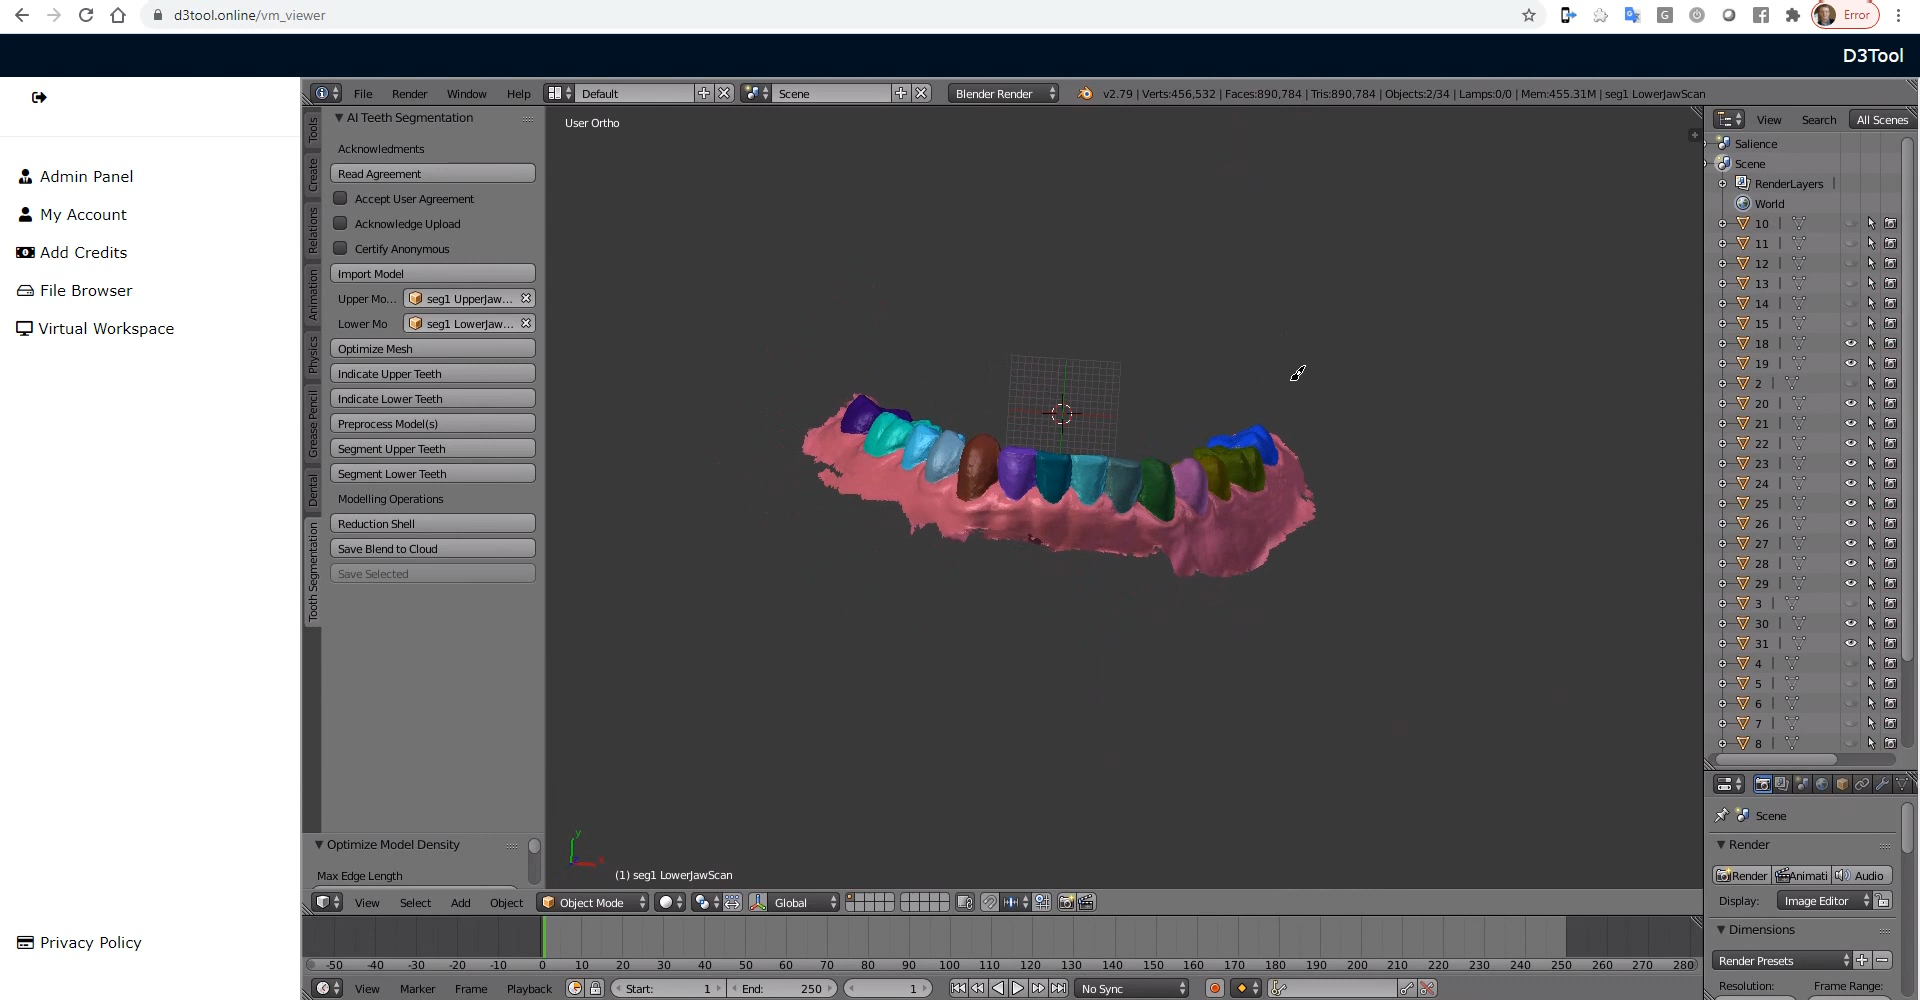 d3tool.online/vm_viewer
Error
D3Tool
Admin Panel
My Account
Add Credits
File Browser
Virtual Workspace
Privacy Policy
File Render Window Help Default Scene Blender Render v2.79 | Verts:456,532 | Faces:890,784 | Tris:890,784 | Objects:2/34 | Lamps:0/0 | Mem:455.31M | seg1 LowerJawScan
Tools
Create
Relations
Animation
Physics
Grease Pencil
Dental
Tooth Segmentation
AI Teeth Segmentation
Acknowledments
Read Agreement
Accept User Agreement
Acknowledge Upload
Certify Anonymous
Import Model
Upper Mo... seg1 UpperJaw...
Lower Mo seg1 LowerJaw...
Optimize Mesh
Indicate Upper Teeth
Indicate Lower Teeth
Preprocess Model(s)
Segment Upper Teeth
Segment Lower Teeth
Modelling Operations
Reduction Shell
Save Blend to Cloud
Save Selected
Optimize Model Density
Max Edge Length
User Ortho
y
x
(1) seg1 LowerJawScan
View Select Add Object Object Mode Global
-50 -40 -30 -20 -10 0 10 20 30 40 50 60 70 80 90 100 110 120 130 140 150 160 170 180 190 200 210 220 230 240 250 260 270 280
View Marker Frame Playback Start: 1 End: 250 1 No Sync
View Search All Scenes
Salience
Scene
RenderLayers
World
10
11
12
13
14
15
18
19
2
20
21
22
23
24
25
26
27
28
29
3
30
31
4
5
6
7
8
Scene
Render
Render Animati Audio
Display: Image Editor
Dimensions
Render Presets
Resolution: Frame Range: